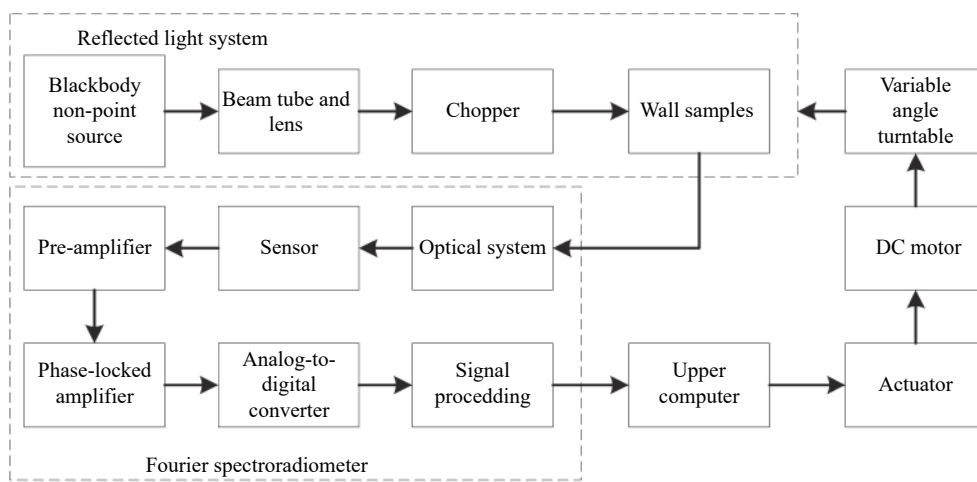 Reflected light system
Blackbody
non-point
source
Beam tube and
lens
Chopper
Wall samples
Variable
angle
turntable
Pre-amplifier
Sensor
Optical system
DC motor
Phase-locked
amplifier
Analog-to-
digital
converter
Signal
procedding
Upper
computer
Actuator
Fourier spectroradiometer